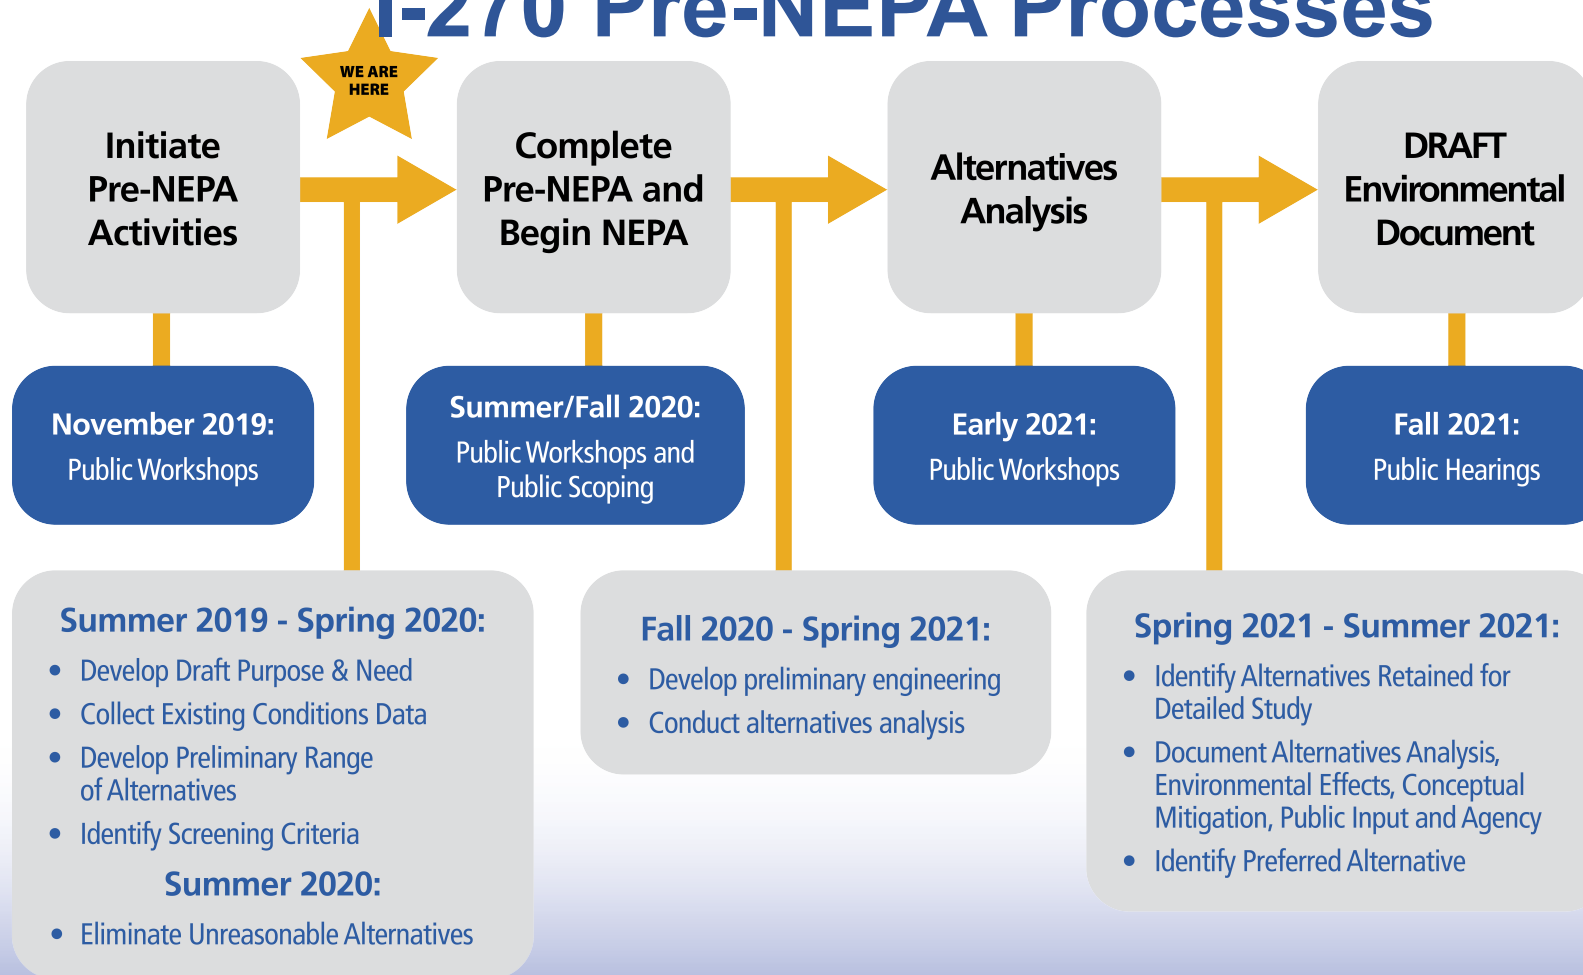 I-270 Pre-NEPA Processes
WE ARE
HERE
Initiate
Pre-NEPA
Activities
Complete
Pre-NEPA and
Begin NEPA
Alternatives
Analysis
DRAFT
Environmental
Document
November 2019:
Public Workshops
Summer/Fall 2020:
Public Workshops and
Public Scoping
Early 2021:
Public Workshops
Fall 2021:
Public Hearings
Summer 2019 - Spring 2020:
• Develop Draft Purpose & Need
• Collect Existing Conditions Data
• Develop Preliminary Range
of Alternatives
• Identify Screening Criteria
Summer 2020:
• Eliminate Unreasonable Alternatives
Fall 2020 - Spring 2021:
• Develop preliminary engineering
• Conduct alternatives analysis
Spring 2021 - Summer 2021:
• Identify Alternatives Retained for
Detailed Study
• Document Alternatives Analysis,
Environmental Effects, Conceptual
Mitigation, Public Input and Agency
• Identify Preferred Alternative